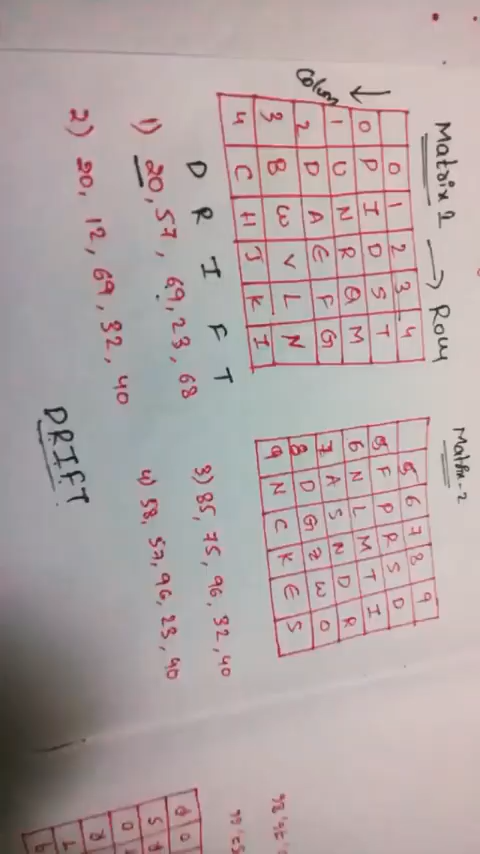 Matrix 1 → Row
Column
0 1 2 3 4
0 P I D S T
1 U N R Q M
2 D A E F G
3 B W V L N
4 C H J K I
D R I F T
1) 20, 57, 69, 23, 68
2) 20, 12, 69, 32, 40
Matrix-2
5 6 7 8 9
5 F P R S D
6 N L M T I
7 A S N D R
8 D G Z W O
9 N C K E S
3) 85, 75, 96, 32, 40
4) 58, 57, 96, 23, 40
DRIFT